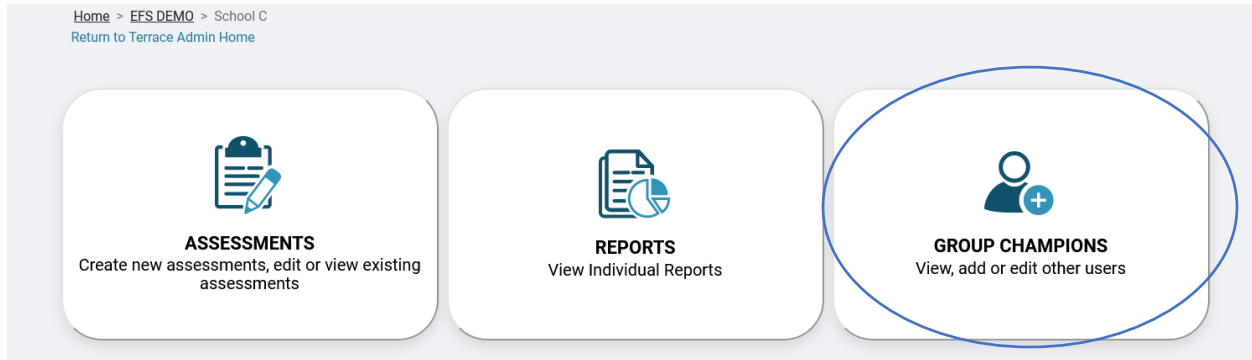 Home > EFS DEMO > School C
Return to Terrace Admin Home
ASSESSMENTS
Create new assessments, edit or view existing
assessments
REPORTS
View Individual Reports
GROUP CHAMPIONS
View, add or edit other users